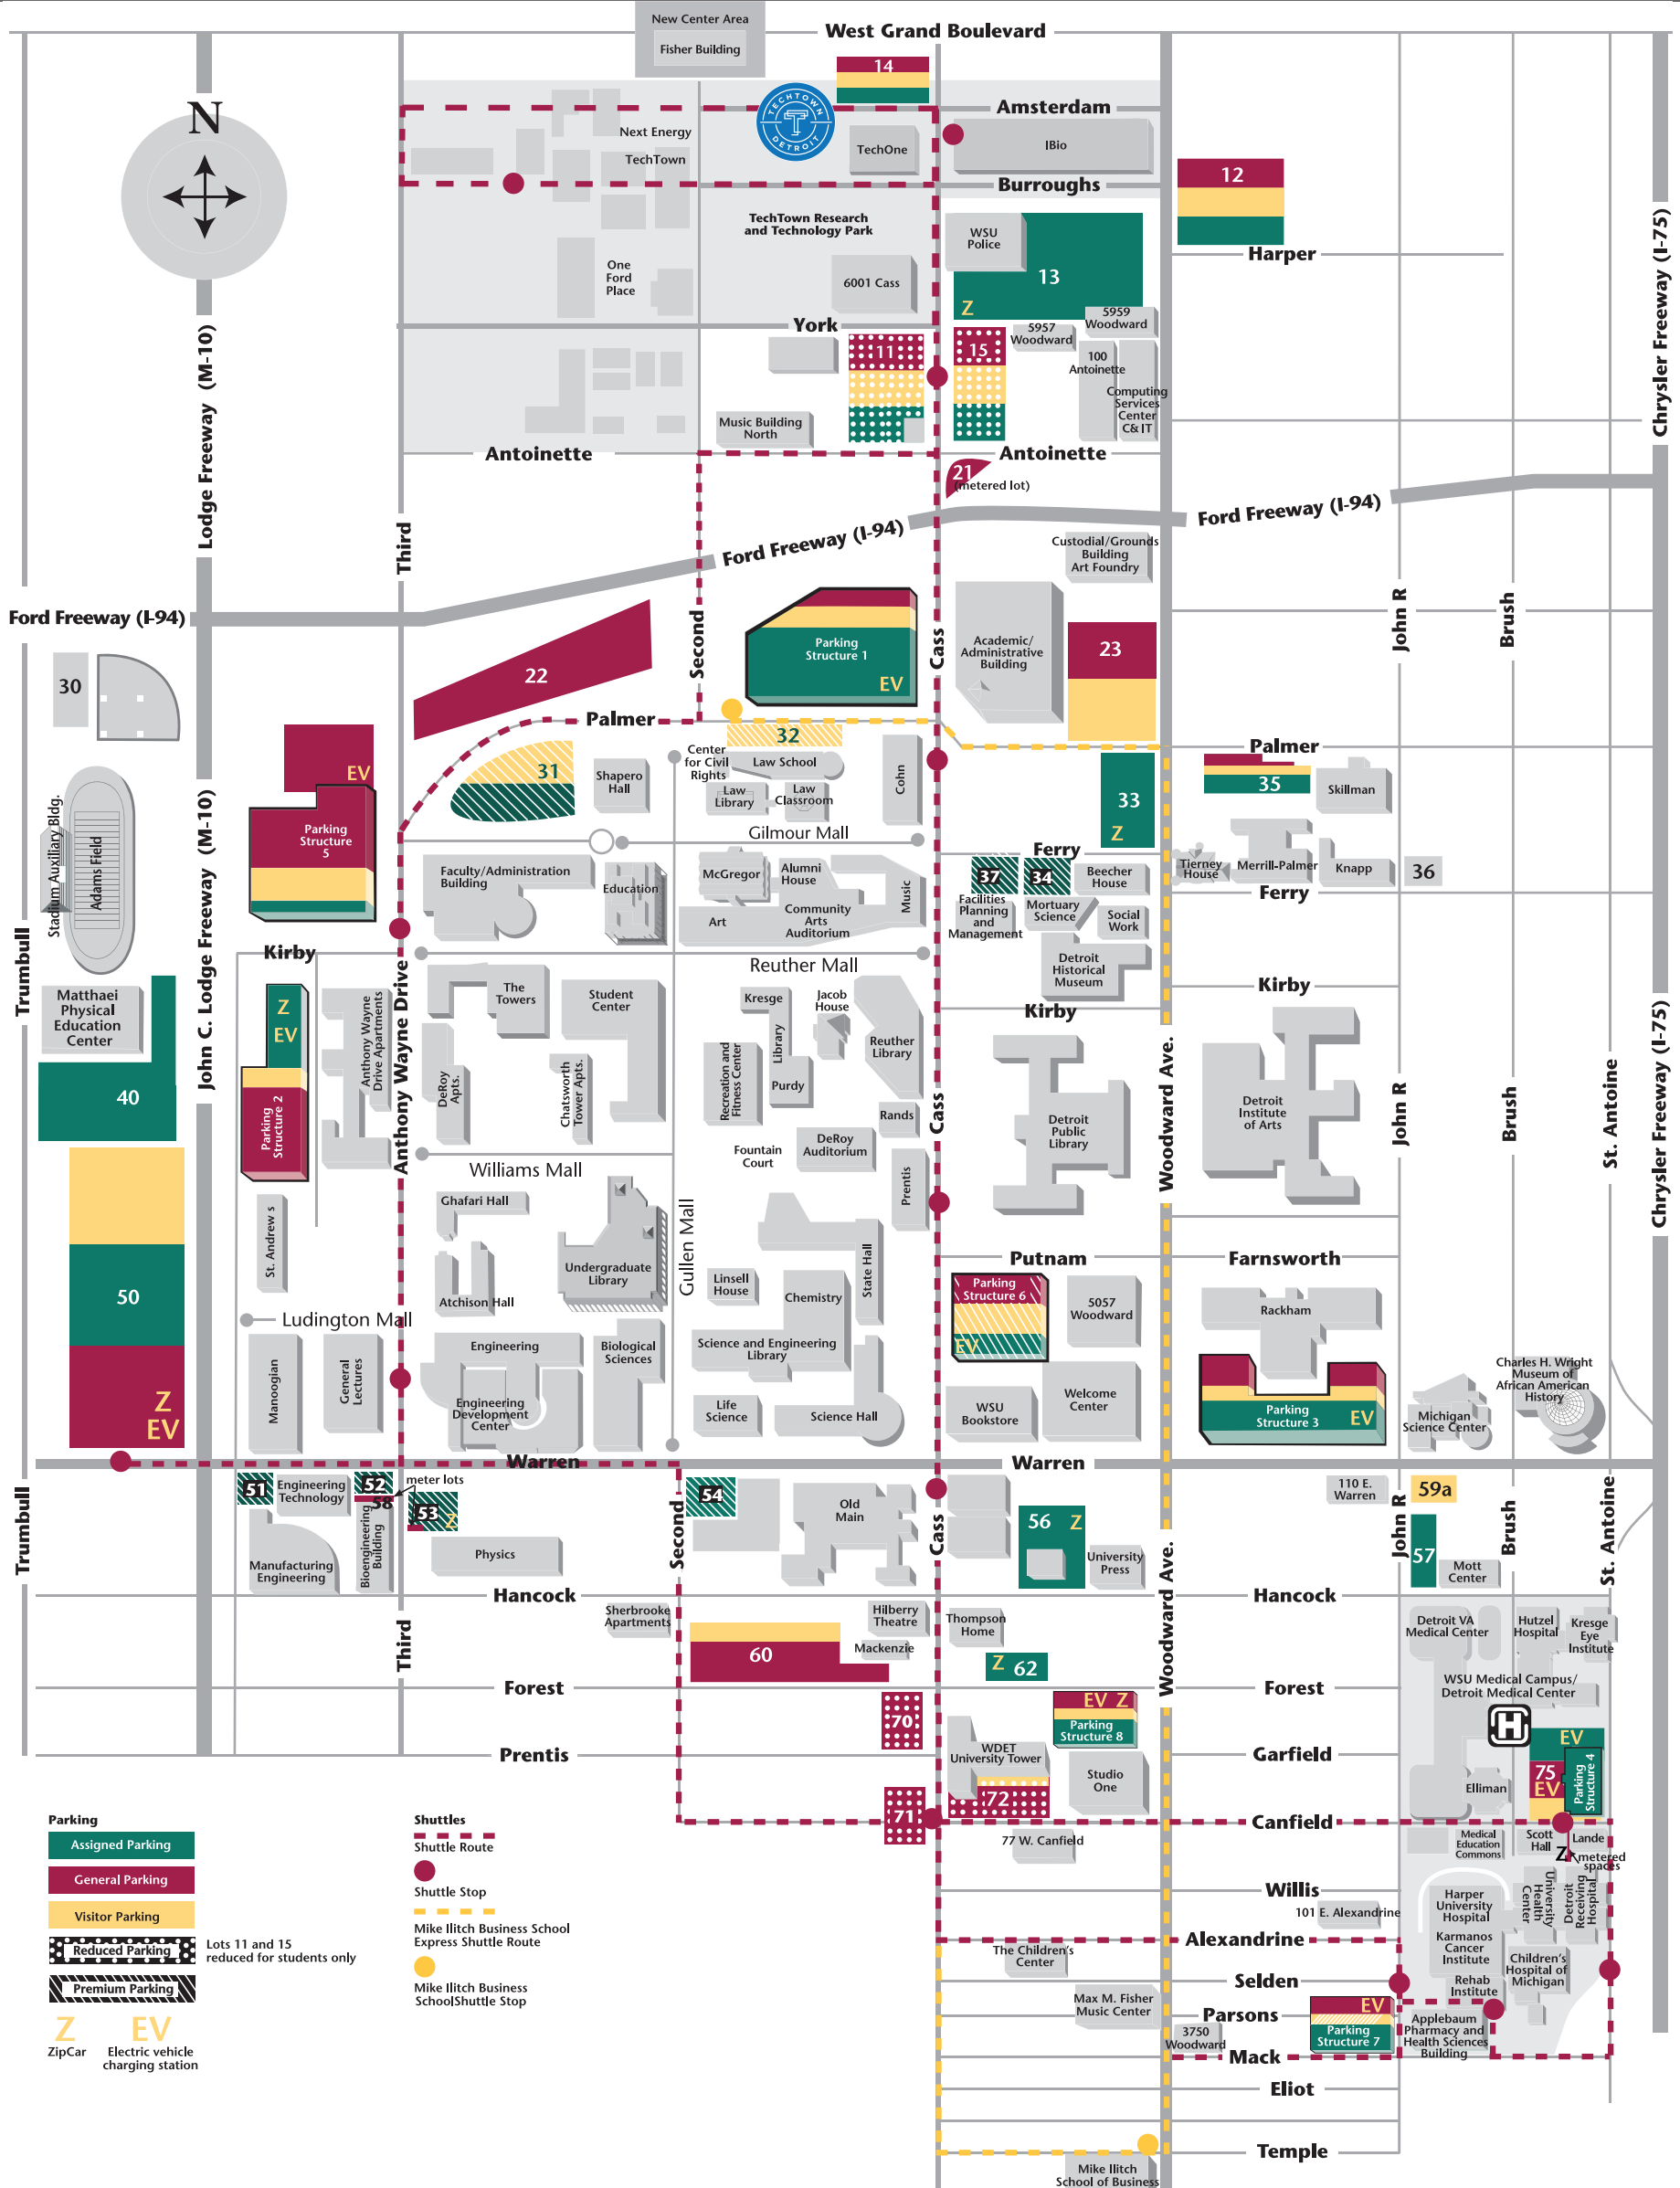 New Center Area
Fisher Building
West Grand Boulevard
14
N
TECHTOWN
T
DETROIT
Amsterdam
Next Energy
TechTown
TechOne
IBio
Burroughs
12
TechTown Research
and Technology Park
WSU
Police
13
Z
Harper
One
Ford
Place
6001 Cass
5959
Woodward
York
11
15
5957
Woodward
100
Antoinette
Computing
Services
Center
C&IT
Music Building
North
Antoinette
Antoinette
21
(metered lot)
Lodge Freeway (M-10)
Third
Chrysler Freeway (I-75)
Ford Freeway (I-94)
Ford Freeway (I-94)
Ford Freeway (I-94)
Custodial/Grounds
Building
Art Foundry
30
22
Second
Parking
Structure 1
EV
Cass
Academic/
Administrative
Building
23
John R
Brush
Palmer
Palmer
EV
Parking
Structure
5
31
Shapero
Hall
32
Center
for Civil
Rights
Law School
Law
Library
Law
Classroom
Cohn
33
Z
35
Skillman
Gilmour Mall
Stadium Auxiliary Bldg.
Adams Field
John C. Lodge Freeway (M-10)
Trumbull
Faculty/Administration
Building
Education
McGregor
Alumni
House
Art
Community
Arts
Auditorium
Music
Ferry
37
34
Beecher
House
Facilities
Planning
and
Management
Mortuary
Science
Social
Work
Detroit
Historical
Museum
Tierney
House
Merrill-Palmer
Knapp
36
Ferry
Kirby
Reuther Mall
Kirby
Kirby
Matthaei
Physical
Education
Center
40
Z
EV
Parking
Structure 2
Anthony Wayne
Drive Apartments
Anthony Wayne Drive
The
Towers
Student
Center
DeRoy
Apts.
Chatsworth
Tower Apts.
Kresge
Library
Purdy
Jacob
House
Reuther
Library
Recreation and
Fitness Center
Rands
DeRoy
Auditorium
Fountain
Court
Prentis
Cass
Detroit
Public
Library
Woodward Ave.
Detroit
Institute
of Arts
John R
Brush
St. Antoine
Chrysler Freeway (I-75)
Williams Mall
Ghafari Hall
Undergraduate
Library
Gullen Mall
St. Andrew s
Atchison Hall
Ludington Mall
50
Z
EV
Linsell
House
Chemistry
State Hall
Science and Engineering
Library
Putnam
Farnsworth
Parking
Structure 6
EV
5057
Woodward
Rackham
Manoogian
General
Lectures
Engineering
Engineering
Development
Center
Biological
Sciences
Life
Science
Science Hall
WSU
Bookstore
Welcome
Center
Parking
Structure 3
EV
Michigan
Science Center
Charles H. Wright
Museum of
African American
History
Warren
Warren
51
Engineering
Technology
52
58
meter lots
53
Z
Manufacturing
Engineering
Bioengineering
Building
Physics
Trumbull
Second
54
Old
Main
Cass
56
Z
University
Press
Woodward Ave.
110 E.
Warren
59a
57
Mott
Center
John R
Brush
St. Antoine
Hancock
Hancock
Third
Sherbrooke
Apartments
60
Hilberry
Theatre
Mackenzie
Thompson
Home
Z 62
Detroit VA
Medical Center
Hutzel
Hospital
Kresge
Eye
Institute
WSU Medical Campus/
Detroit Medical Center
Forest
Forest
70
EV Z
Parking
Structure 8
H
Prentis
Garfield
WDET
University Tower
72
Studio
One
EV
75
EV
Parking
Structure 4
Elliman
71
Canfield
77 W. Canfield
Medical
Education
Commons
Scott
Hall
Lande
Z
metered
spaces
Parking
Assigned Parking
General Parking
Visitor Parking
Reduced Parking
Lots 11 and 15
reduced for students only
Premium Parking
Z
ZipCar
EV
Electric vehicle
charging station
Shuttles
Shuttle Route
Shuttle Stop
Mike Ilitch Business School
Express Shuttle Route
Mike Ilitch Business
SchoolShuttle Stop
Willis
101 E. Alexandrine
Harper
University
Hospital
University
Health
Center
Detroit
Receiving
Hospital
Alexandrine
The Children's
Center
Karmanos
Cancer
Institute
Children's
Hospital of
Michigan
Selden
Rehab
Institute
Max M. Fisher
Music Center
Parsons
EV
Parking
Structure 7
Applebaum
Pharmacy and
Health Sciences
Building
3750
Woodward
Mack
Eliot
Temple
Mike Ilitch
School of Business